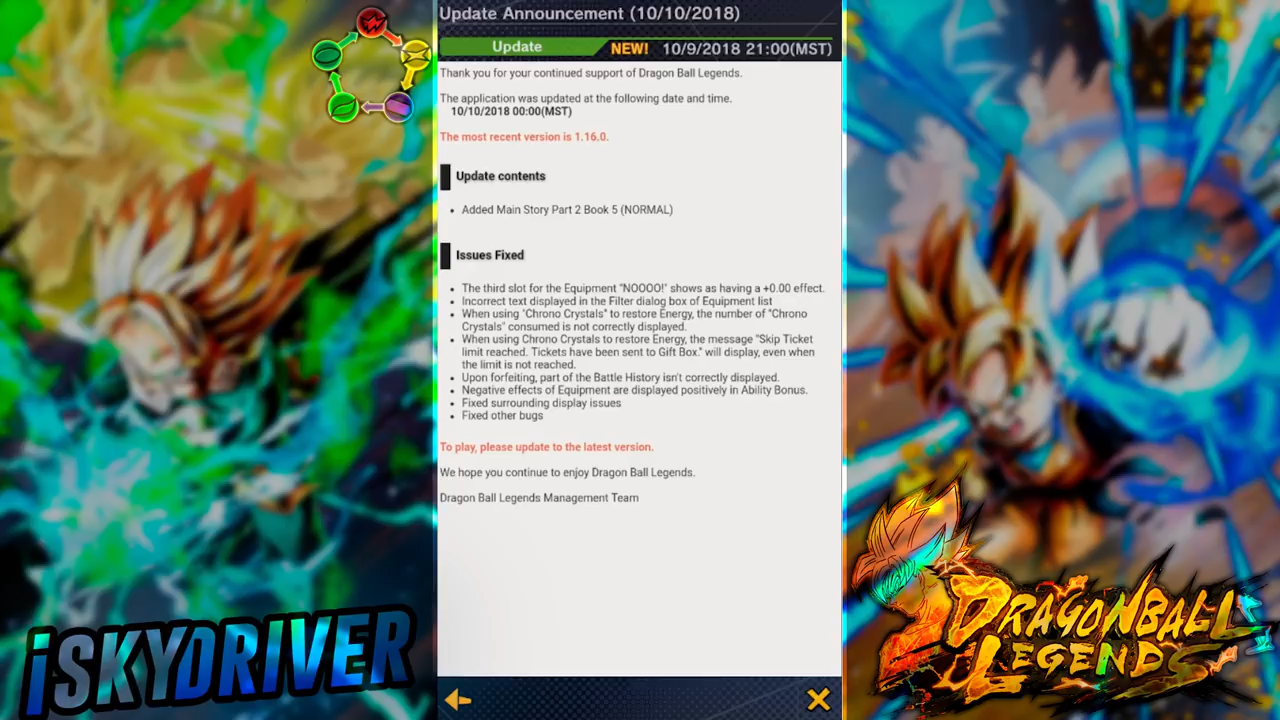 Update Announcement (10/10/2018)
Update NEW! 10/9/2018 21:00(MST)
Thank you for your continued support of Dragon Ball Legends.
The application was updated at the following date and time.
10/10/2018 00:00(MST)
The most recent version is 1.16.0.
Update contents
• Added Main Story Part 2 Book 5 (NORMAL)
Issues Fixed
• The third slot for the Equipment "NOOOO!" shows as having a +0.00 effect.
• Incorrect text displayed in the Filter dialog box of Equipment list
• When using "Chrono Crystals" to restore Energy, the number of "Chrono
Crystals" consumed is not correctly displayed.
• When using Chrono Crystals to restore Energy, the message "Skip Ticket
limit reached. Tickets have been sent to Gift Box." will display, even when
the limit is not reached.
• Upon forfeiting, part of the Battle History isn't correctly displayed.
• Negative effects of Equipment are displayed positively in Ability Bonus.
• Fixed surrounding display issues
• Fixed other bugs
To play, please update to the latest version.
We hope you continue to enjoy Dragon Ball Legends.
Dragon Ball Legends Management Team
iSKYDRIVER
DRAGONBALL
LEGENDS